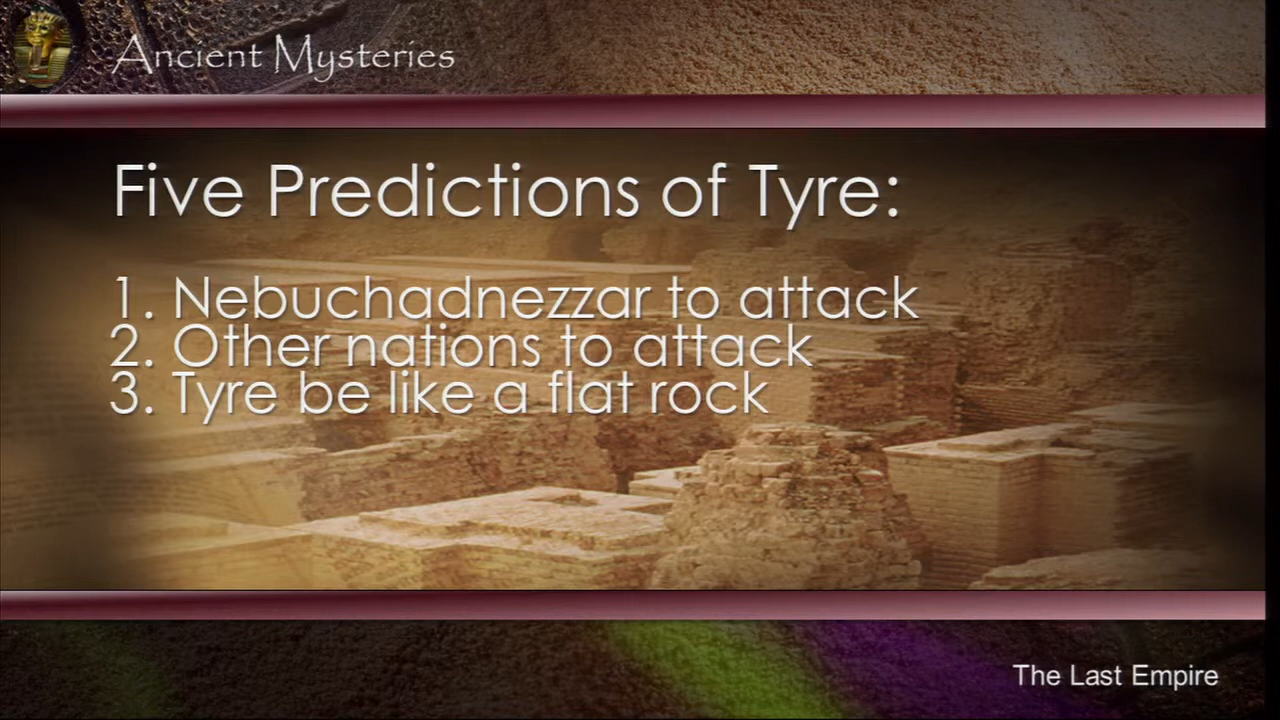 Ancient Mysteries
Five Predictions of Tyre:
1. Nebuchadnezzar to attack
2. Other nations to attack
3. Tyre be like a flat rock
The Last Empire